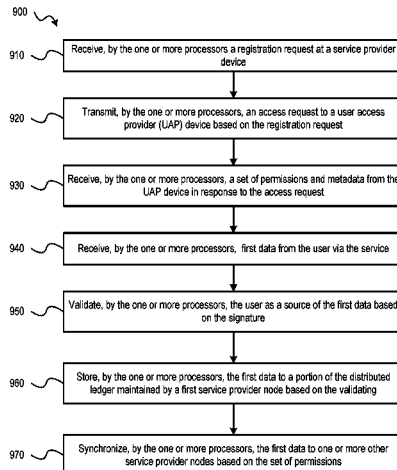 900
910
Receive, by the one or more processors a registration request at a service provider
device
920
Transmit, by the one or more processors, an access request to a user access
provider (UAP) device based on the registration request
930
Receive, by the one or more processors, a set of permissions and metadata from the
UAP device in response to the access request
940
Receive, by the one or more processors, first data from the user via the service
950
Validate, by the one or more processors, the user as a source of the first data based
on the signature
960
Store, by the one or more processors, the first data to a portion of the distributed
ledger maintained by a first service provider node based on the validating
970
Synchronize, by the one or more processors, the first data to one or more other
service provider nodes based on the set of permissions